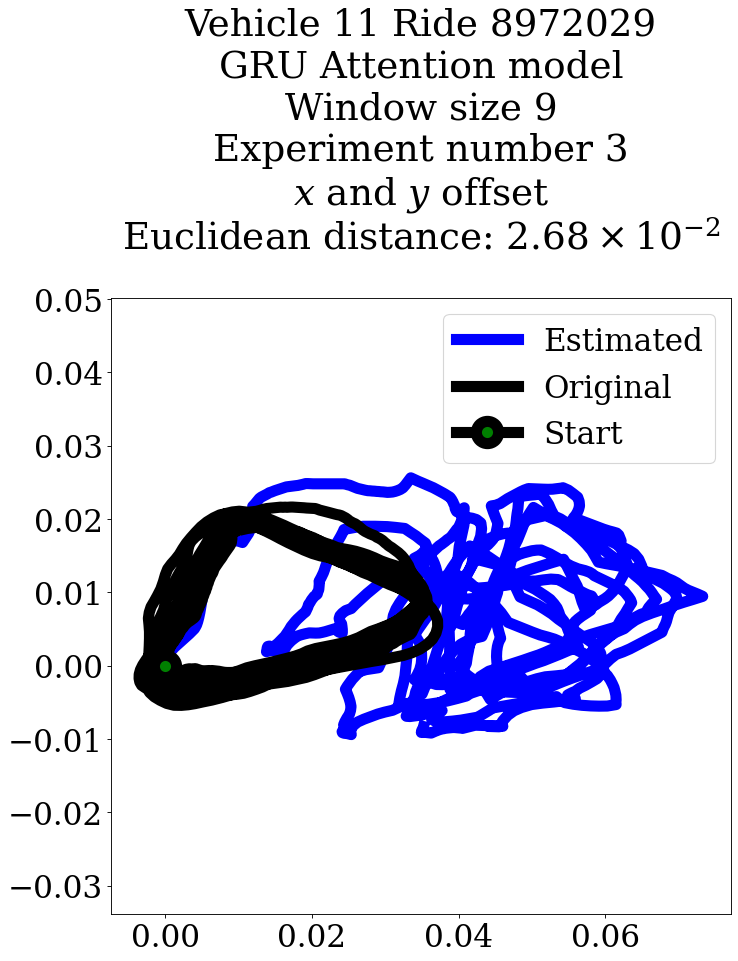 Vehicle 11 Ride 8972029
GRU Attention model
Window size 9
Experiment number 3
x and y offset
Euclidean distance: 2.68 × 10⁻²
0.05
0.04
0.03
0.02
0.01
0.00
−0.01
−0.02
−0.03
Estimated
Original
Start
0.00 0.02 0.04 0.06